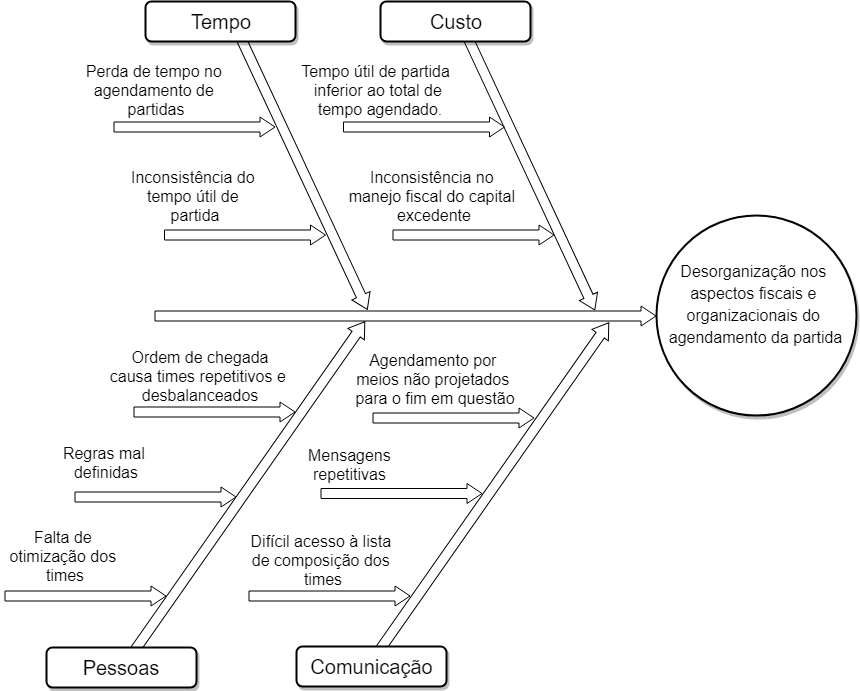 Tempo
Custo
Perda de tempo no
agendamento de
partidas
Tempo útil de partida
inferior ao total de
tempo agendado.
Inconsistência do
tempo útil de
partida
Inconsistência no
manejo fiscal do capital
excedente
Desorganização nos
aspectos fiscais e
organizacionais do
agendamento da partida
Ordem de chegada
causa times repetitivos e
desbalanceados
Agendamento por
meios não projetados
para o fim em questão
Regras mal
definidas
Mensagens
repetitivas
Falta de
otimização dos
times
Difícil acesso à lista
de composição dos
times
Pessoas
Comunicação